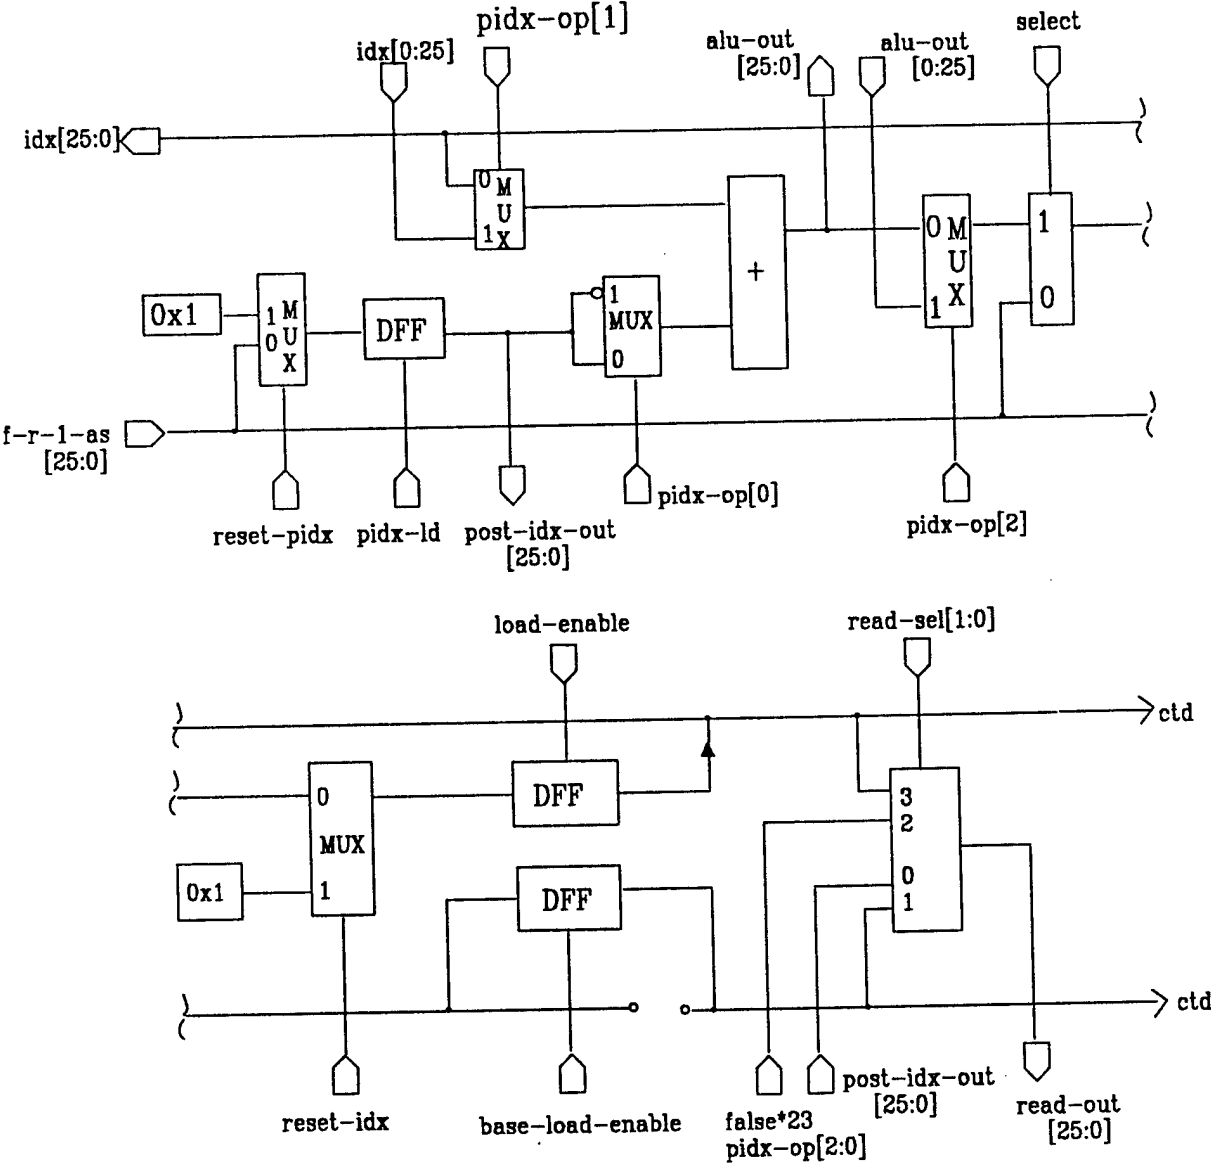 pidx-op[1]
idx[0:25]
alu-out
[25:0]
alu-out
[0:25]
select
idx[25:0]
0
1
M
U
X
0x1
1
0
M
U
X
DFF
1
MUX
0
+
0
1
M
U
X
1
0
f-r-1-as
[25:0]
reset-pidx
pidx-ld
post-idx-out
[25:0]
pidx-op[0]
pidx-op[2]
load-enable
read-sel[1:0]
ctd
0
MUX
1
DFF
3
2
0
1
0x1
DFF
ctd
reset-idx
base-load-enable
false*23
pidx-op[2:0]
post-idx-out
[25:0]
read-out
[25:0]